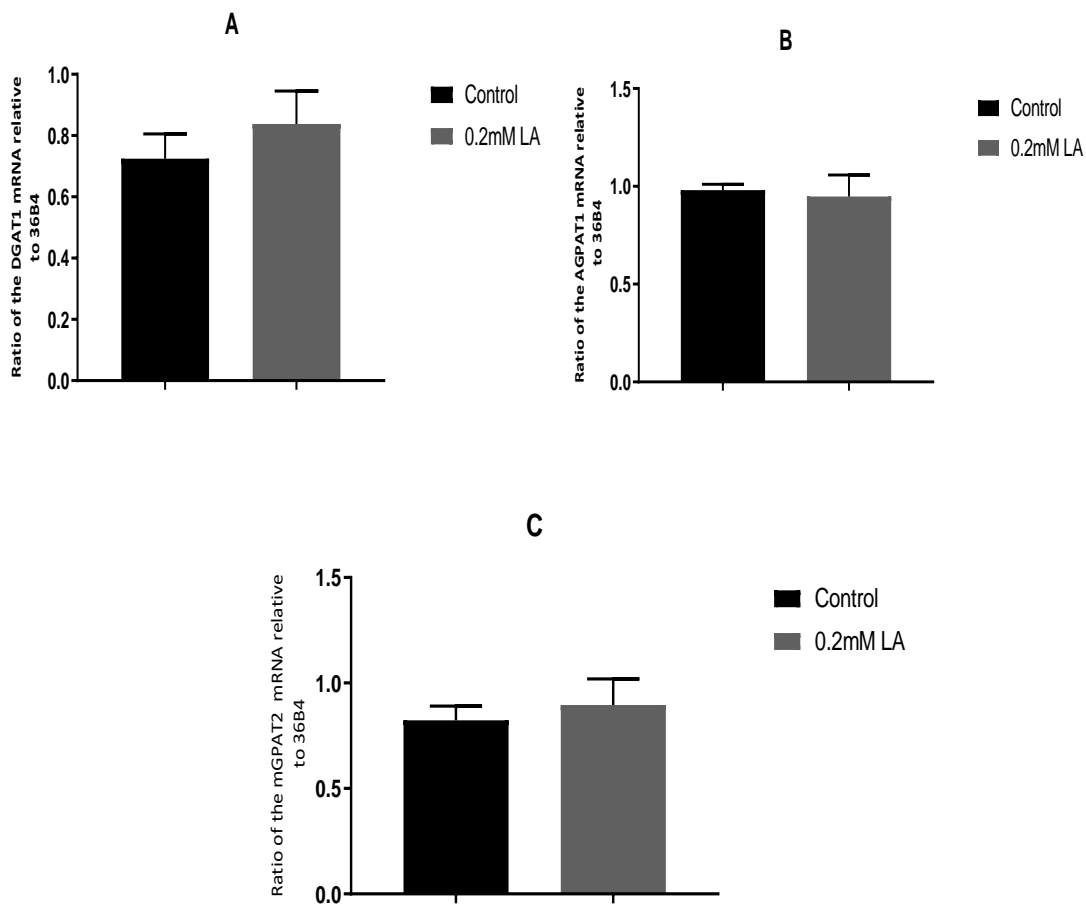 A
Ratio of the DGAT1 mRNA relative
to 36B4
1.0
0.8
0.6
0.4
0.2
0.0
Control
0.2mM LA
B
Ratio of the AGPAT1 mRNA relative
to 36B4
1.5
1.0
0.5
0.0
Control
0.2mM LA
C
Ratio of the mGPAT2 mRNA relative
to 36B4
1.5
1.0
0.5
0.0
Control
0.2mM LA